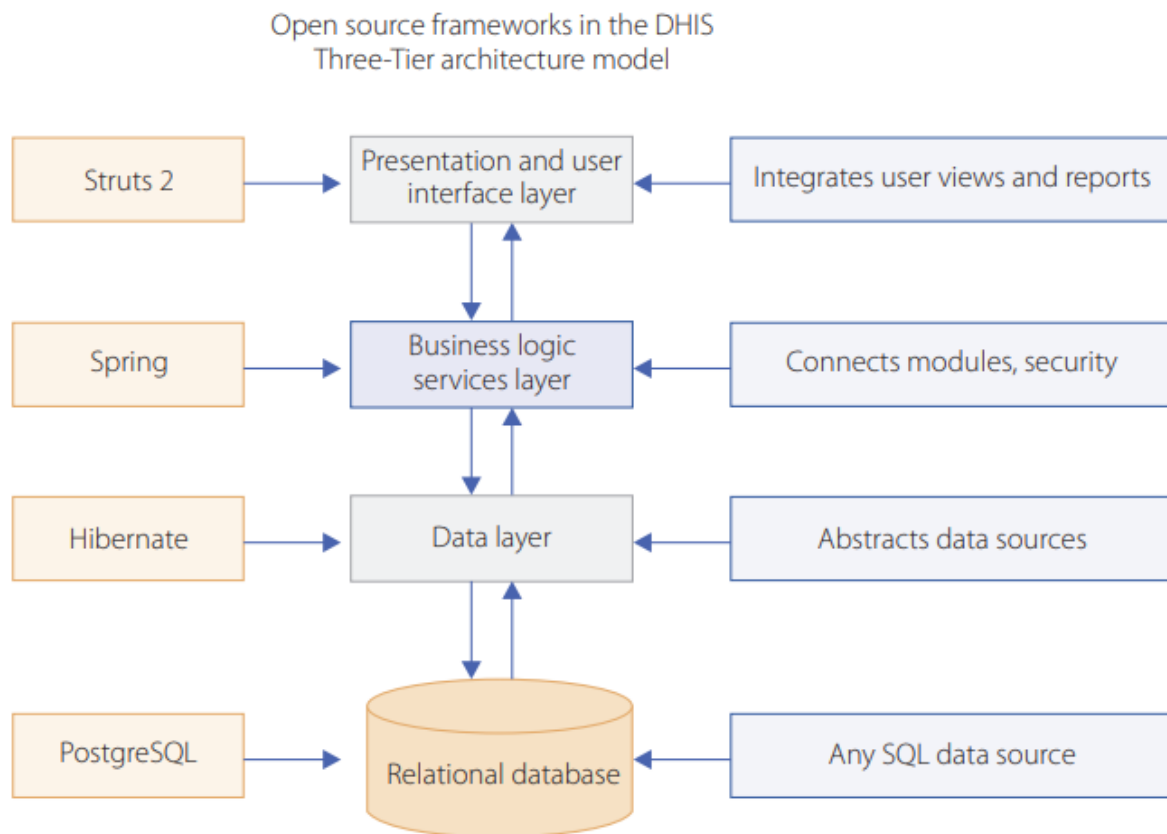 Open source frameworks in the DHIS
Three-Tier architecture model
Struts 2
Presentation and user
interface layer
Integrates user views and reports
Spring
Business logic
services layer
Connects modules, security
Hibernate
Data layer
Abstracts data sources
PostgreSQL
Relational database
Any SQL data source